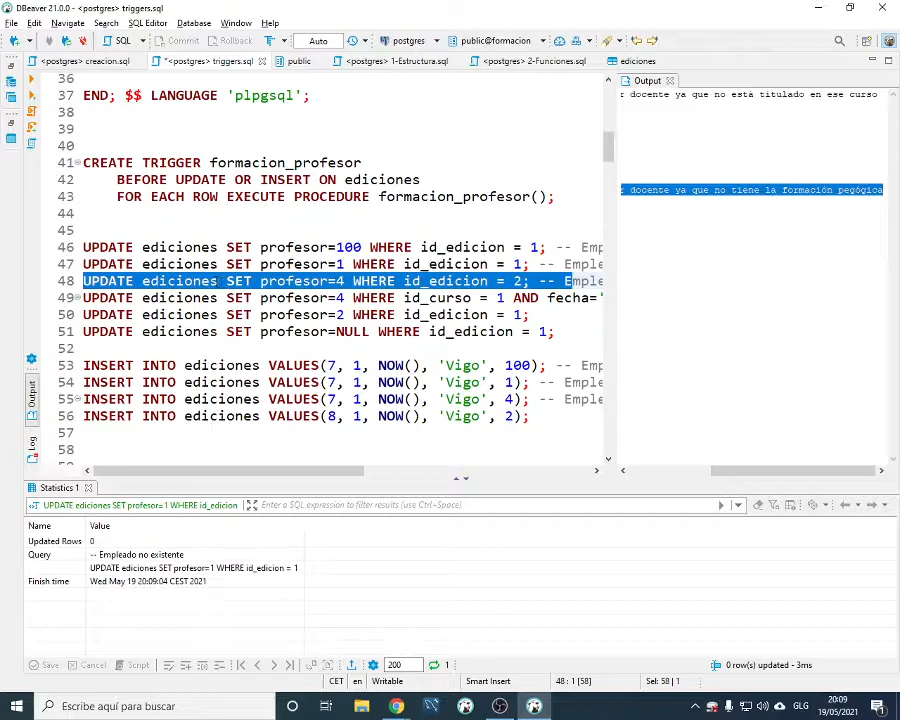 DBeaver 21.0.0 - <postgres> triggers.sql
File Edit Navigate Search SQL Editor Database Window Help
SQL Commit Rollback Auto postgres public@formacion
<postgres> creacion.sql *<postgres> triggers.sql public <postgres> 1-Estructura.sql <postgres> 2-Funciones.sql ediciones
36
37 END; $$ LANGUAGE 'plpgsql';
38
39
40
41 CREATE TRIGGER formacion_profesor
42 BEFORE UPDATE OR INSERT ON ediciones
43 FOR EACH ROW EXECUTE PROCEDURE formacion_profesor();
44
45
46 UPDATE ediciones SET profesor=100 WHERE id_edicion = 1; -- Emple
47 UPDATE ediciones SET profesor=1 WHERE id_edicion = 1; -- Emple
48 UPDATE ediciones SET profesor=4 WHERE id_edicion = 2; -- Emple
49 UPDATE ediciones SET profesor=4 WHERE id_curso = 1 AND fecha='
50 UPDATE ediciones SET profesor=2 WHERE id_edicion = 1;
51 UPDATE ediciones SET profesor=NULL WHERE id_edicion = 1;
52
53 INSERT INTO ediciones VALUES(7, 1, NOW(), 'Vigo', 100); -- Emple
54 INSERT INTO ediciones VALUES(7, 1, NOW(), 'Vigo', 1); -- Emple
55 INSERT INTO ediciones VALUES(7, 1, NOW(), 'Vigo', 4); -- Emple
56 INSERT INTO ediciones VALUES(8, 1, NOW(), 'Vigo', 2);
57
58
Output
Log
Output
docente ya que no está titulado en ese curso
docente ya que no tiene la formación pegógica
Statistics 1
UPDATE ediciones SET profesor=1 WHERE id_edicion Enter a SQL expression to filter results (use Ctrl+Space)
Name Value
Updated Rows 0
Query -- Empleado no existente
UPDATE ediciones SET profesor=1 WHERE id_edicion = 1
Finish time Wed May 19 20:09:04 CEST 2021
Save Cancel Script 200 1 0 row(s) updated - 3ms
CET en Writable Smart Insert 48 : 1 [58] Sel: 58 | 1
Escribe aquí para buscar
GLG
20:09
19/05/2021
1